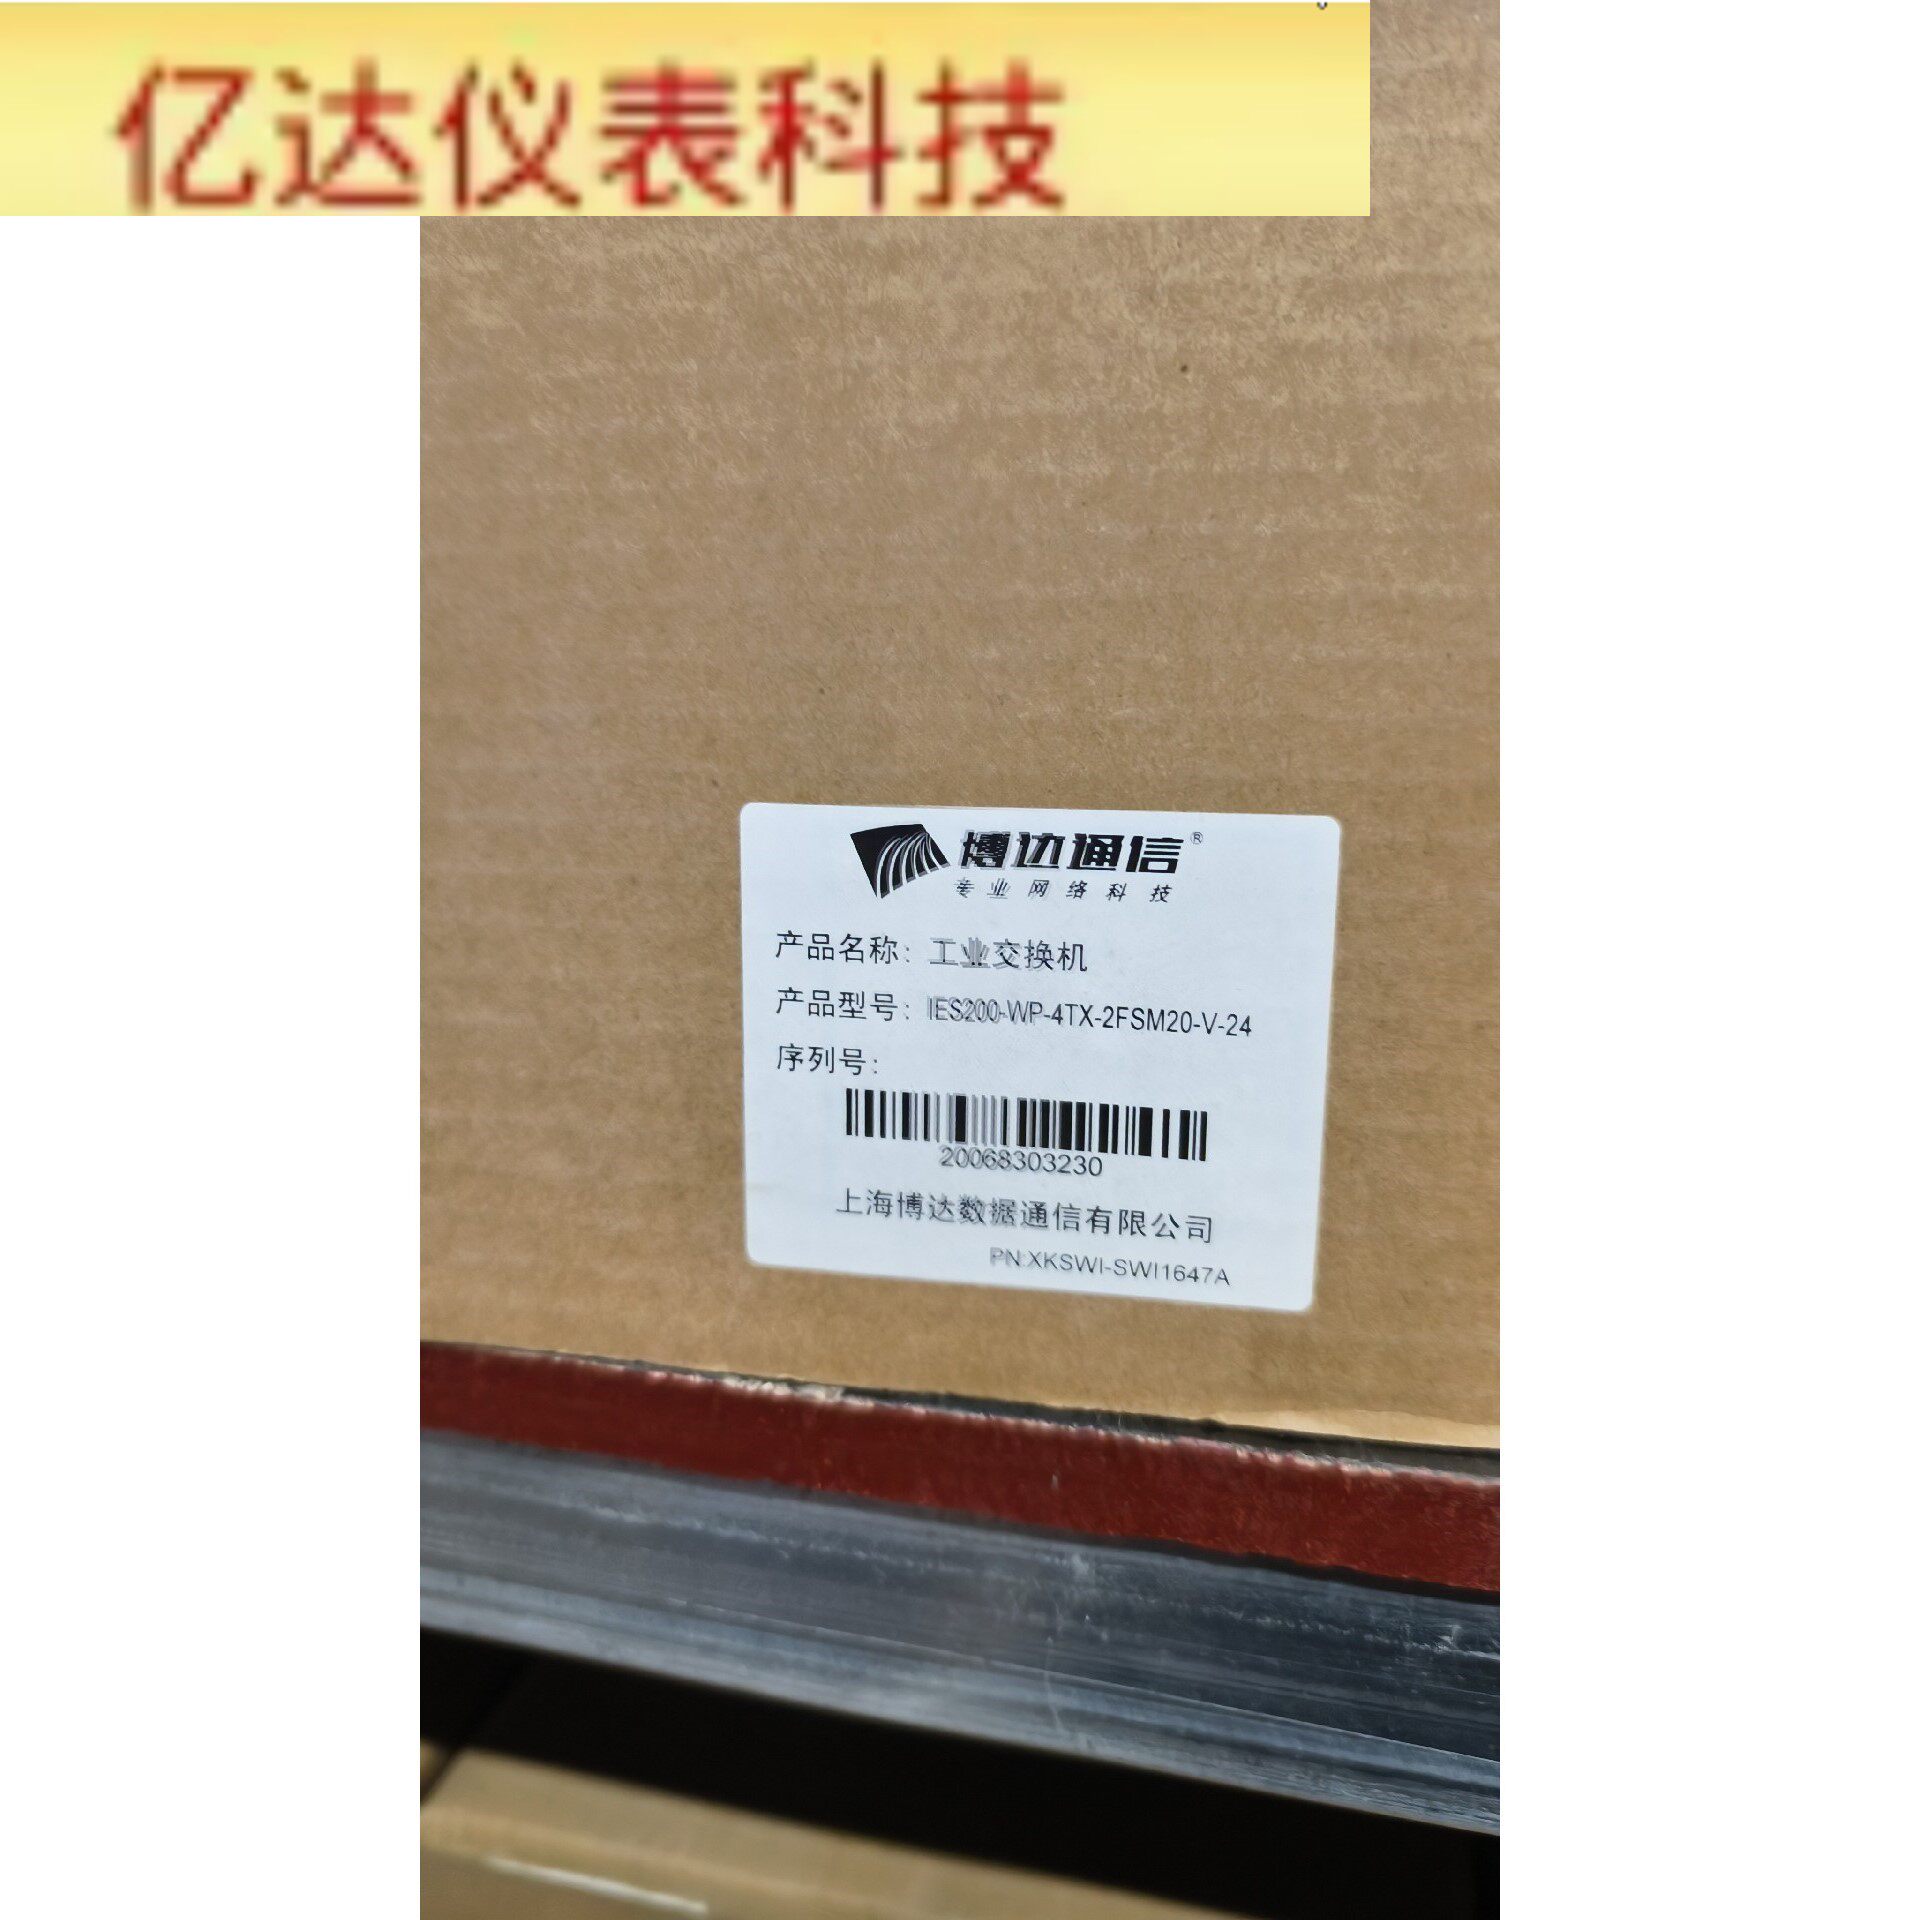 亿达仪表科技
博达通信®
专业网络科技
产品名称：工业交换机
产品型号：IES200-WP-4TX-2FSM20-V-24
序列号：
20068303230
上海博达数据通信有限公司
PN:XKSWI-SWI1647A